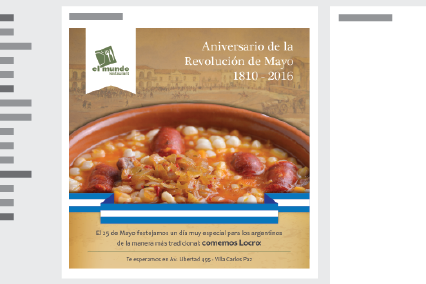 el mundo
restaurant
Aniversario de la
Revolución de Mayo
1810 - 2016
El 25 de Mayo festejamos un día muy especial para los argentinos
de la manera más tradicional: comemos Locro!
Te esperamos en Av. Libertad 495 - Villa Carlos Paz